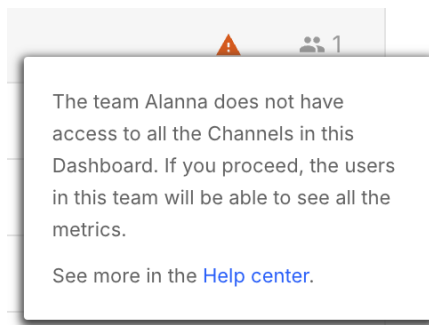 1
The team Alanna does not have
access to all the Channels in this
Dashboard. If you proceed, the users
in this team will be able to see all the
metrics.
See more in the Help center.